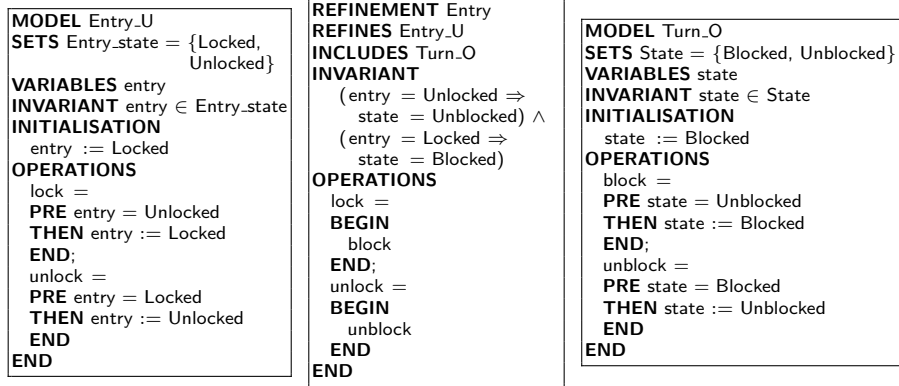 MODEL Entry_U
SETS Entry_state = {Locked,
Unlocked}
VARIABLES entry
INVARIANT entry ∈ Entry_state
INITIALISATION
entry := Locked
OPERATIONS
lock =
PRE entry = Unlocked
THEN entry := Locked
END;
unlock =
PRE entry = Locked
THEN entry := Unlocked
END
END
REFINEMENT Entry
REFINES Entry_U
INCLUDES Turn_O
INVARIANT
(entry = Unlocked ⇒
state = Unblocked) ∧
(entry = Locked ⇒
state = Blocked)
OPERATIONS
lock =
BEGIN
block
END;
unlock =
BEGIN
unblock
END
END
MODEL Turn_O
SETS State = {Blocked, Unblocked}
VARIABLES state
INVARIANT state ∈ State
INITIALISATION
state := Blocked
OPERATIONS
block =
PRE state = Unblocked
THEN state := Blocked
END;
unblock =
PRE state = Blocked
THEN state := Unblocked
END
END